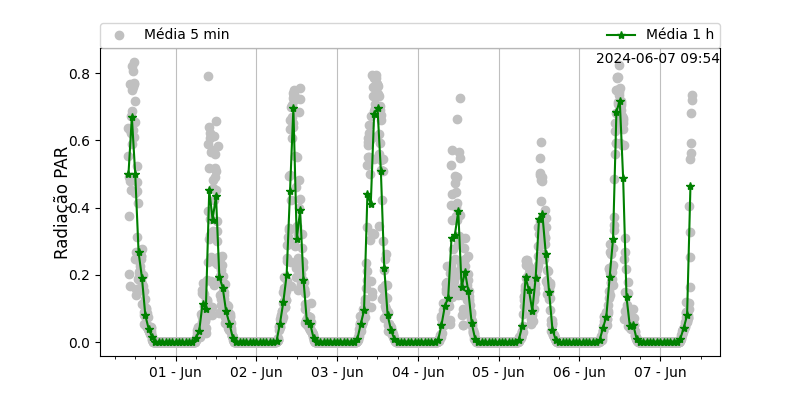 Média 5 min
Média 1 h
2024-06-07 09:54
Radiação PAR
0.8
0.6
0.4
0.2
0.0
01 - Jun
02 - Jun
03 - Jun
04 - Jun
05 - Jun
06 - Jun
07 - Jun